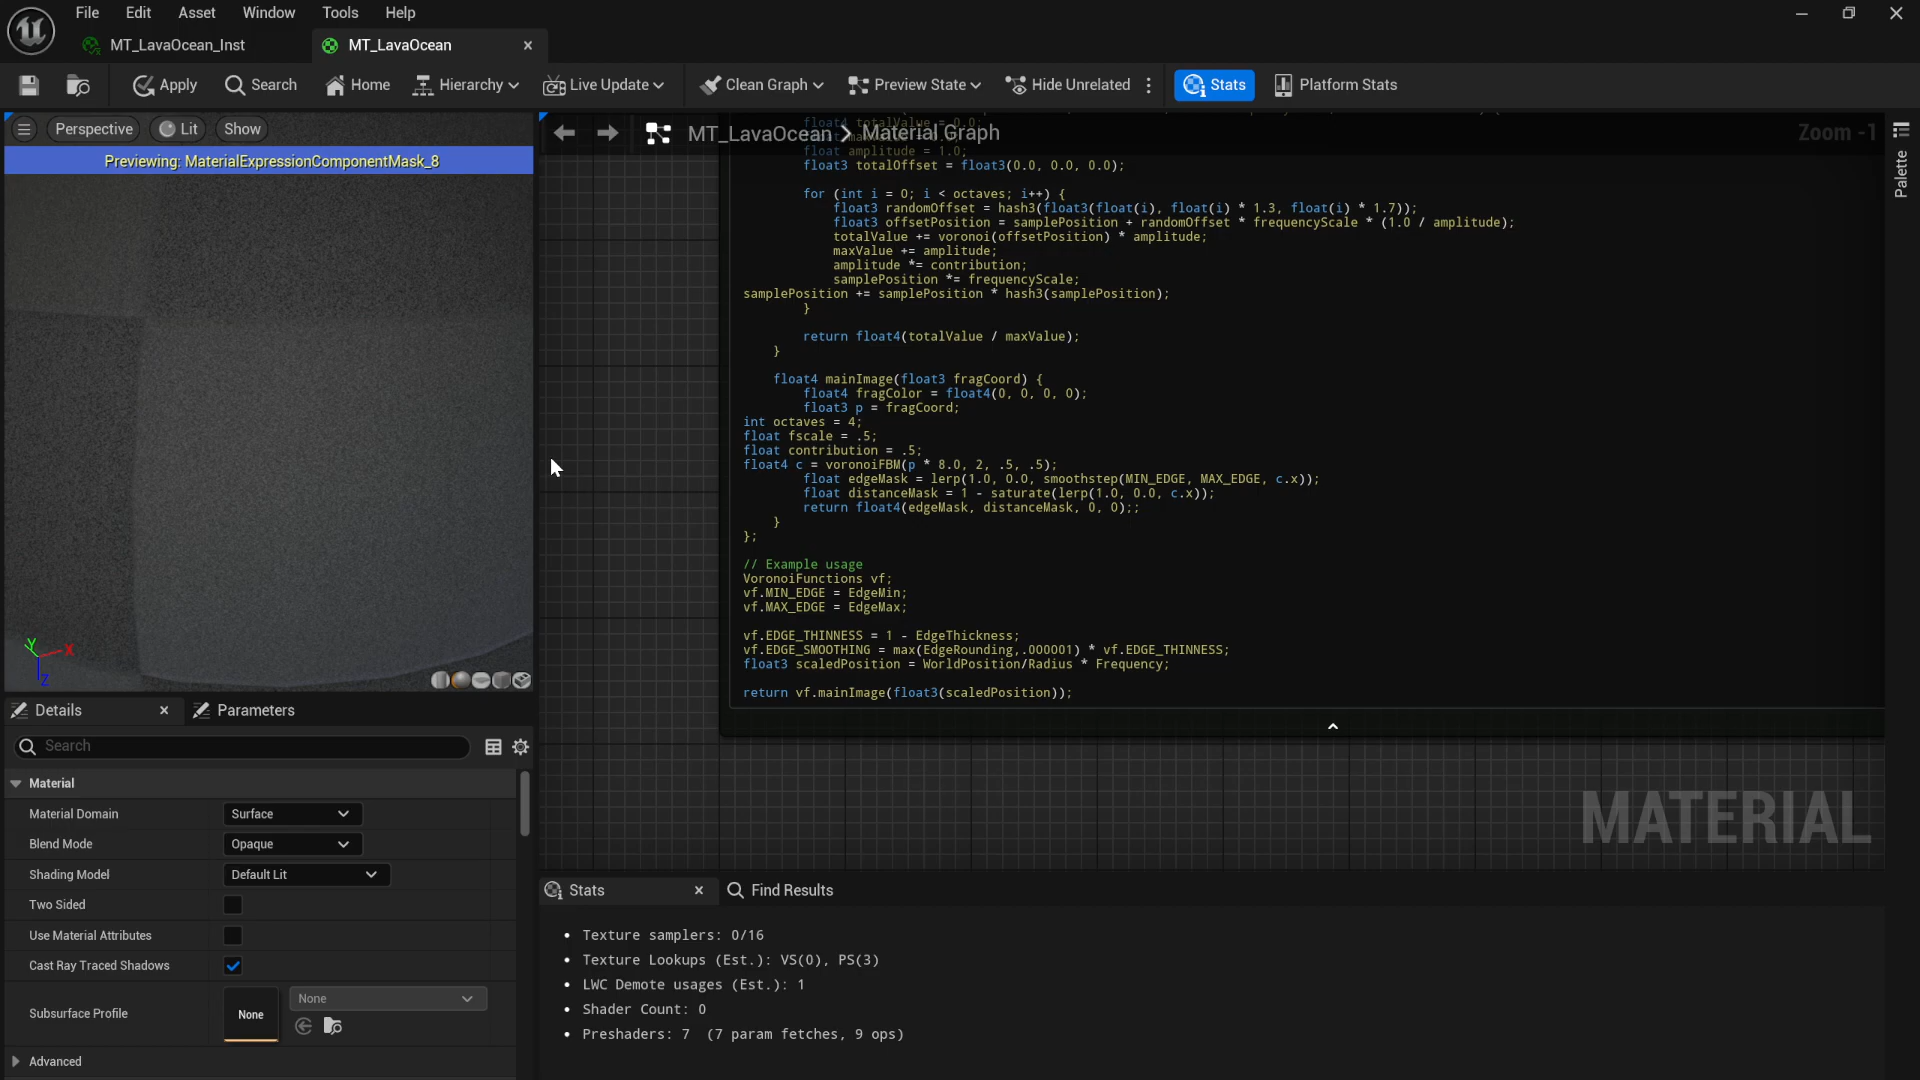 File Edit Asset Window Tools Help
MT_LavaOcean_Inst
MT_LavaOcean
Apply
Search
Home
Hierarchy
Live Update
Clean Graph
Preview State
Hide Unrelated
Stats
Platform Stats
Perspective
Lit
Show
Previewing: MaterialExpressionComponentMask_8
Y X
Z
MT_LavaOcean > Material Graph
Zoom -1
Palette
float4 totalValue = 0.0;
float amplitude = 1.0;
float3 totalOffset = float3(0.0, 0.0, 0.0);
for (int i = 0; i < octaves; i++) {
float3 randomOffset = hash3(float3(float(i), float(i) * 1.3, float(i) * 1.7));
float3 offsetPosition = samplePosition + randomOffset * frequencyScale * (1.0 / amplitude);
totalValue += voronoi(offsetPosition) * amplitude;
maxValue += amplitude;
amplitude *= contribution;
samplePosition *= frequencyScale;
samplePosition += samplePosition * hash3(samplePosition);
}
return float4(totalValue / maxValue);
}
float4 mainImage(float3 fragCoord) {
float4 fragColor = float4(0, 0, 0, 0);
float3 p = fragCoord;
int octaves = 4;
float fscale = .5;
float contribution = .5;
float4 c = voronoiFBM(p * 8.0, 2, .5, .5);
float edgeMask = lerp(1.0, 0.0, smoothstep(MIN_EDGE, MAX_EDGE, c.x));
float distanceMask = 1 - saturate(lerp(1.0, 0.0, c.x));
return float4(edgeMask, distanceMask, 0, 0);;
}
};
// Example usage
VoronoiFunctions vf;
vf.MIN_EDGE = EdgeMin;
vf.MAX_EDGE = EdgeMax;
vf.EDGE_THINNESS = 1 - EdgeThickness;
vf.EDGE_SMOOTHING = max(EdgeRounding,.000001) * vf.EDGE_THINNESS;
float3 scaledPosition = WorldPosition/Radius * Frequency;
return vf.mainImage(float3(scaledPosition));
MATERIAL
Details
Parameters
Search
Material
Material Domain Surface
Blend Mode Opaque
Shading Model Default Lit
Two Sided
Use Material Attributes
Cast Ray Traced Shadows
Subsurface Profile None None
Advanced
Stats
Find Results
• Texture samplers: 0/16
• Texture Lookups (Est.): VS(0), PS(3)
• LWC Demote usages (Est.): 1
• Shader Count: 0
• Preshaders: 7 (7 param fetches, 9 ops)